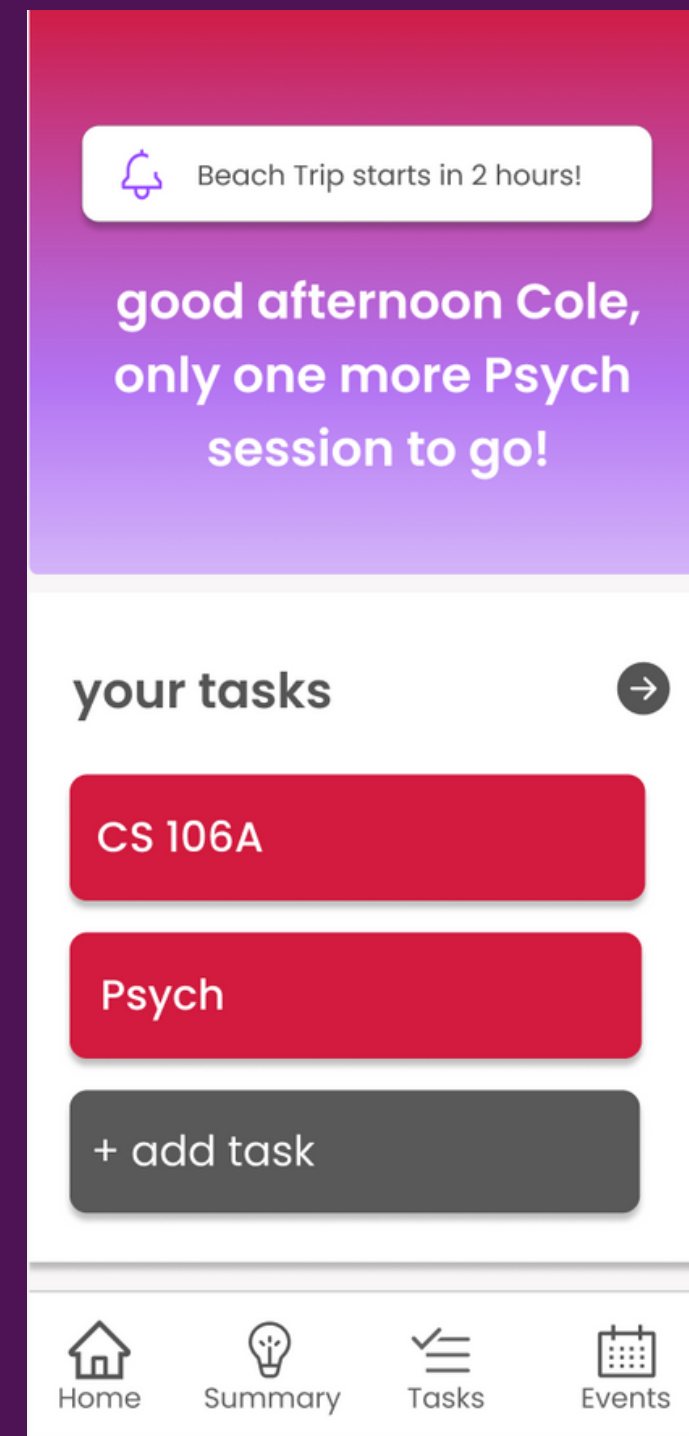 Beach Trip starts in 2 hours!
good afternoon Cole,
only one more Psych
session to go!
your tasks
CS 106A
Psych
+ add task
Home
Summary
Tasks
Events